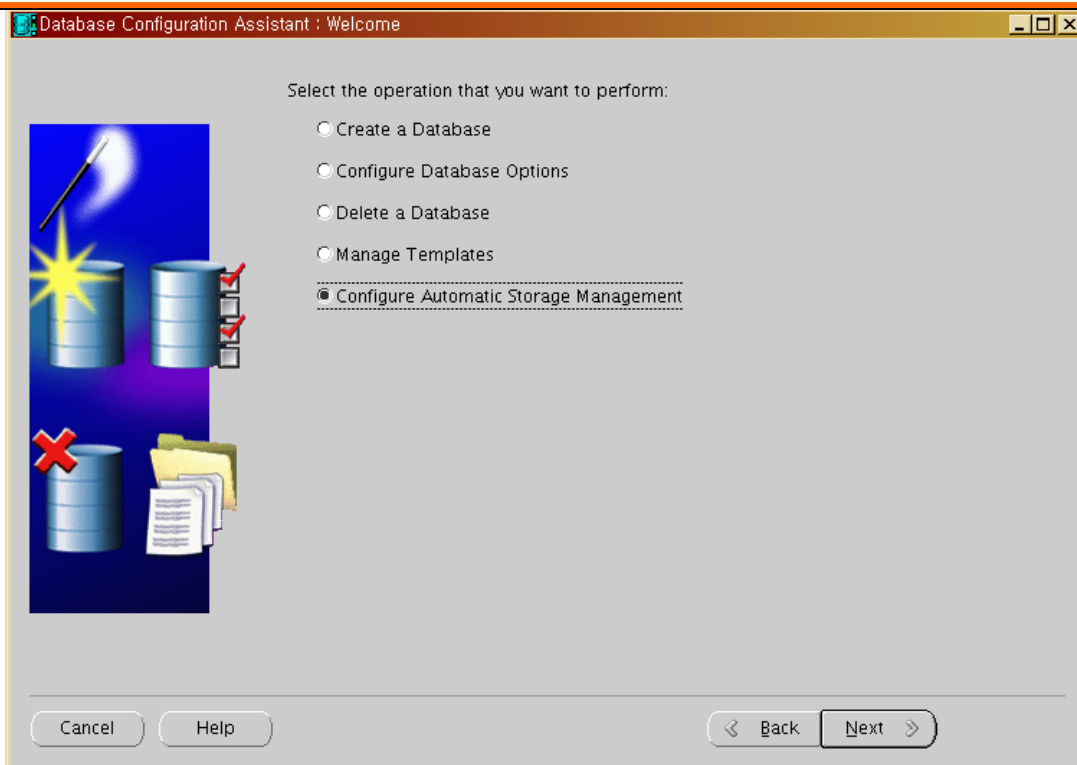 Database Configuration Assistant : Welcome
Select the operation that you want to perform:
Create a Database
Configure Database Options
Delete a Database
Manage Templates
Configure Automatic Storage Management
Cancel
Help
Back
Next